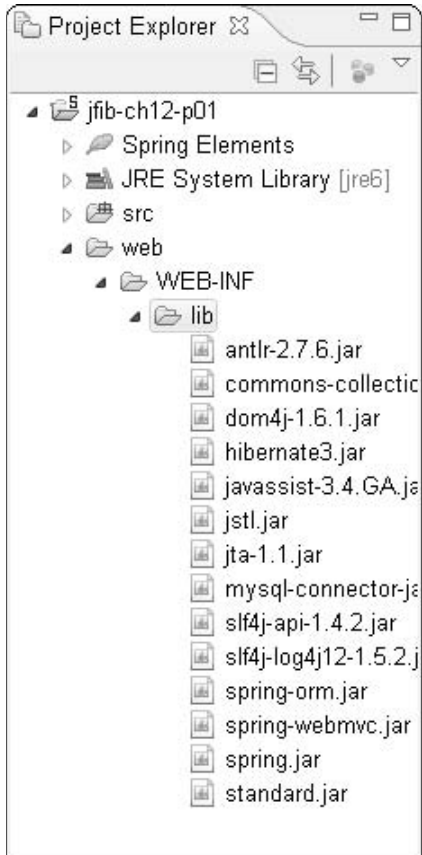 Project Explorer
jfib-ch12-p01
Spring Elements
JRE System Library [jre6]
src
web
WEB-INF
lib
antlr-2.7.6.jar
commons-collectic
dom4j-1.6.1.jar
hibernate3.jar
javassist-3.4.GA.ja
jstl.jar
jta-1.1.jar
mysql-connector-ja
slf4j-api-1.4.2.jar
slf4j-log4j12-1.5.2.j
spring-orm.jar
spring-webmvc.jar
spring.jar
standard.jar